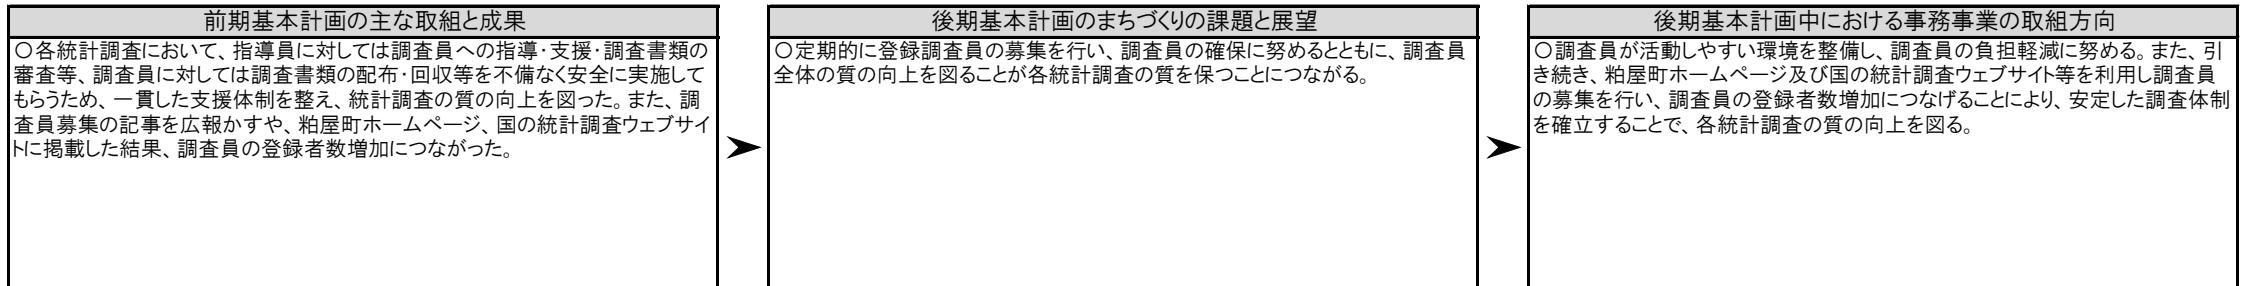 前期基本計画の主な取組と成果
〇各統計調査において、指導員に対しては調査員への指導・支援・調査書類の
審査等、調査員に対しては調査書類の配布・回収等を不備なく安全に実施して
もらうため、一貫した支援体制を整え、統計調査の質の向上を図った。また、調
査員募集の記事を広報かすや、粕屋町ホームページ、国の統計調査ウェブサイ
トに掲載した結果、調査員の登録者数増加につながった。
後期基本計画のまちづくりの課題と展望
〇定期的に登録調査員の募集を行い、調査員の確保に努めるとともに、調査員
全体の質の向上を図ることが各統計調査の質を保つことにつながる。
後期基本計画中における事務事業の取組方向
〇調査員が活動しやすい環境を整備し、調査員の負担軽減に努める。また、引
き続き、粕屋町ホームページ及び国の統計調査ウェブサイト等を利用し調査員
の募集を行い、調査員の登録者数増加につなげることにより、安定した調査体制
を確立することで、各統計調査の質の向上を図る。